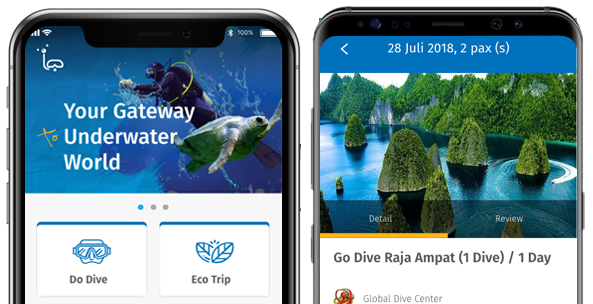 100%
Your Gateway
to Underwater
World
Do Dive
Eco Trip
28 Juli 2018, 2 pax (s)
Detail
Review
Go Dive Raja Ampat (1 Dive) / 1 Day
Global Dive Center